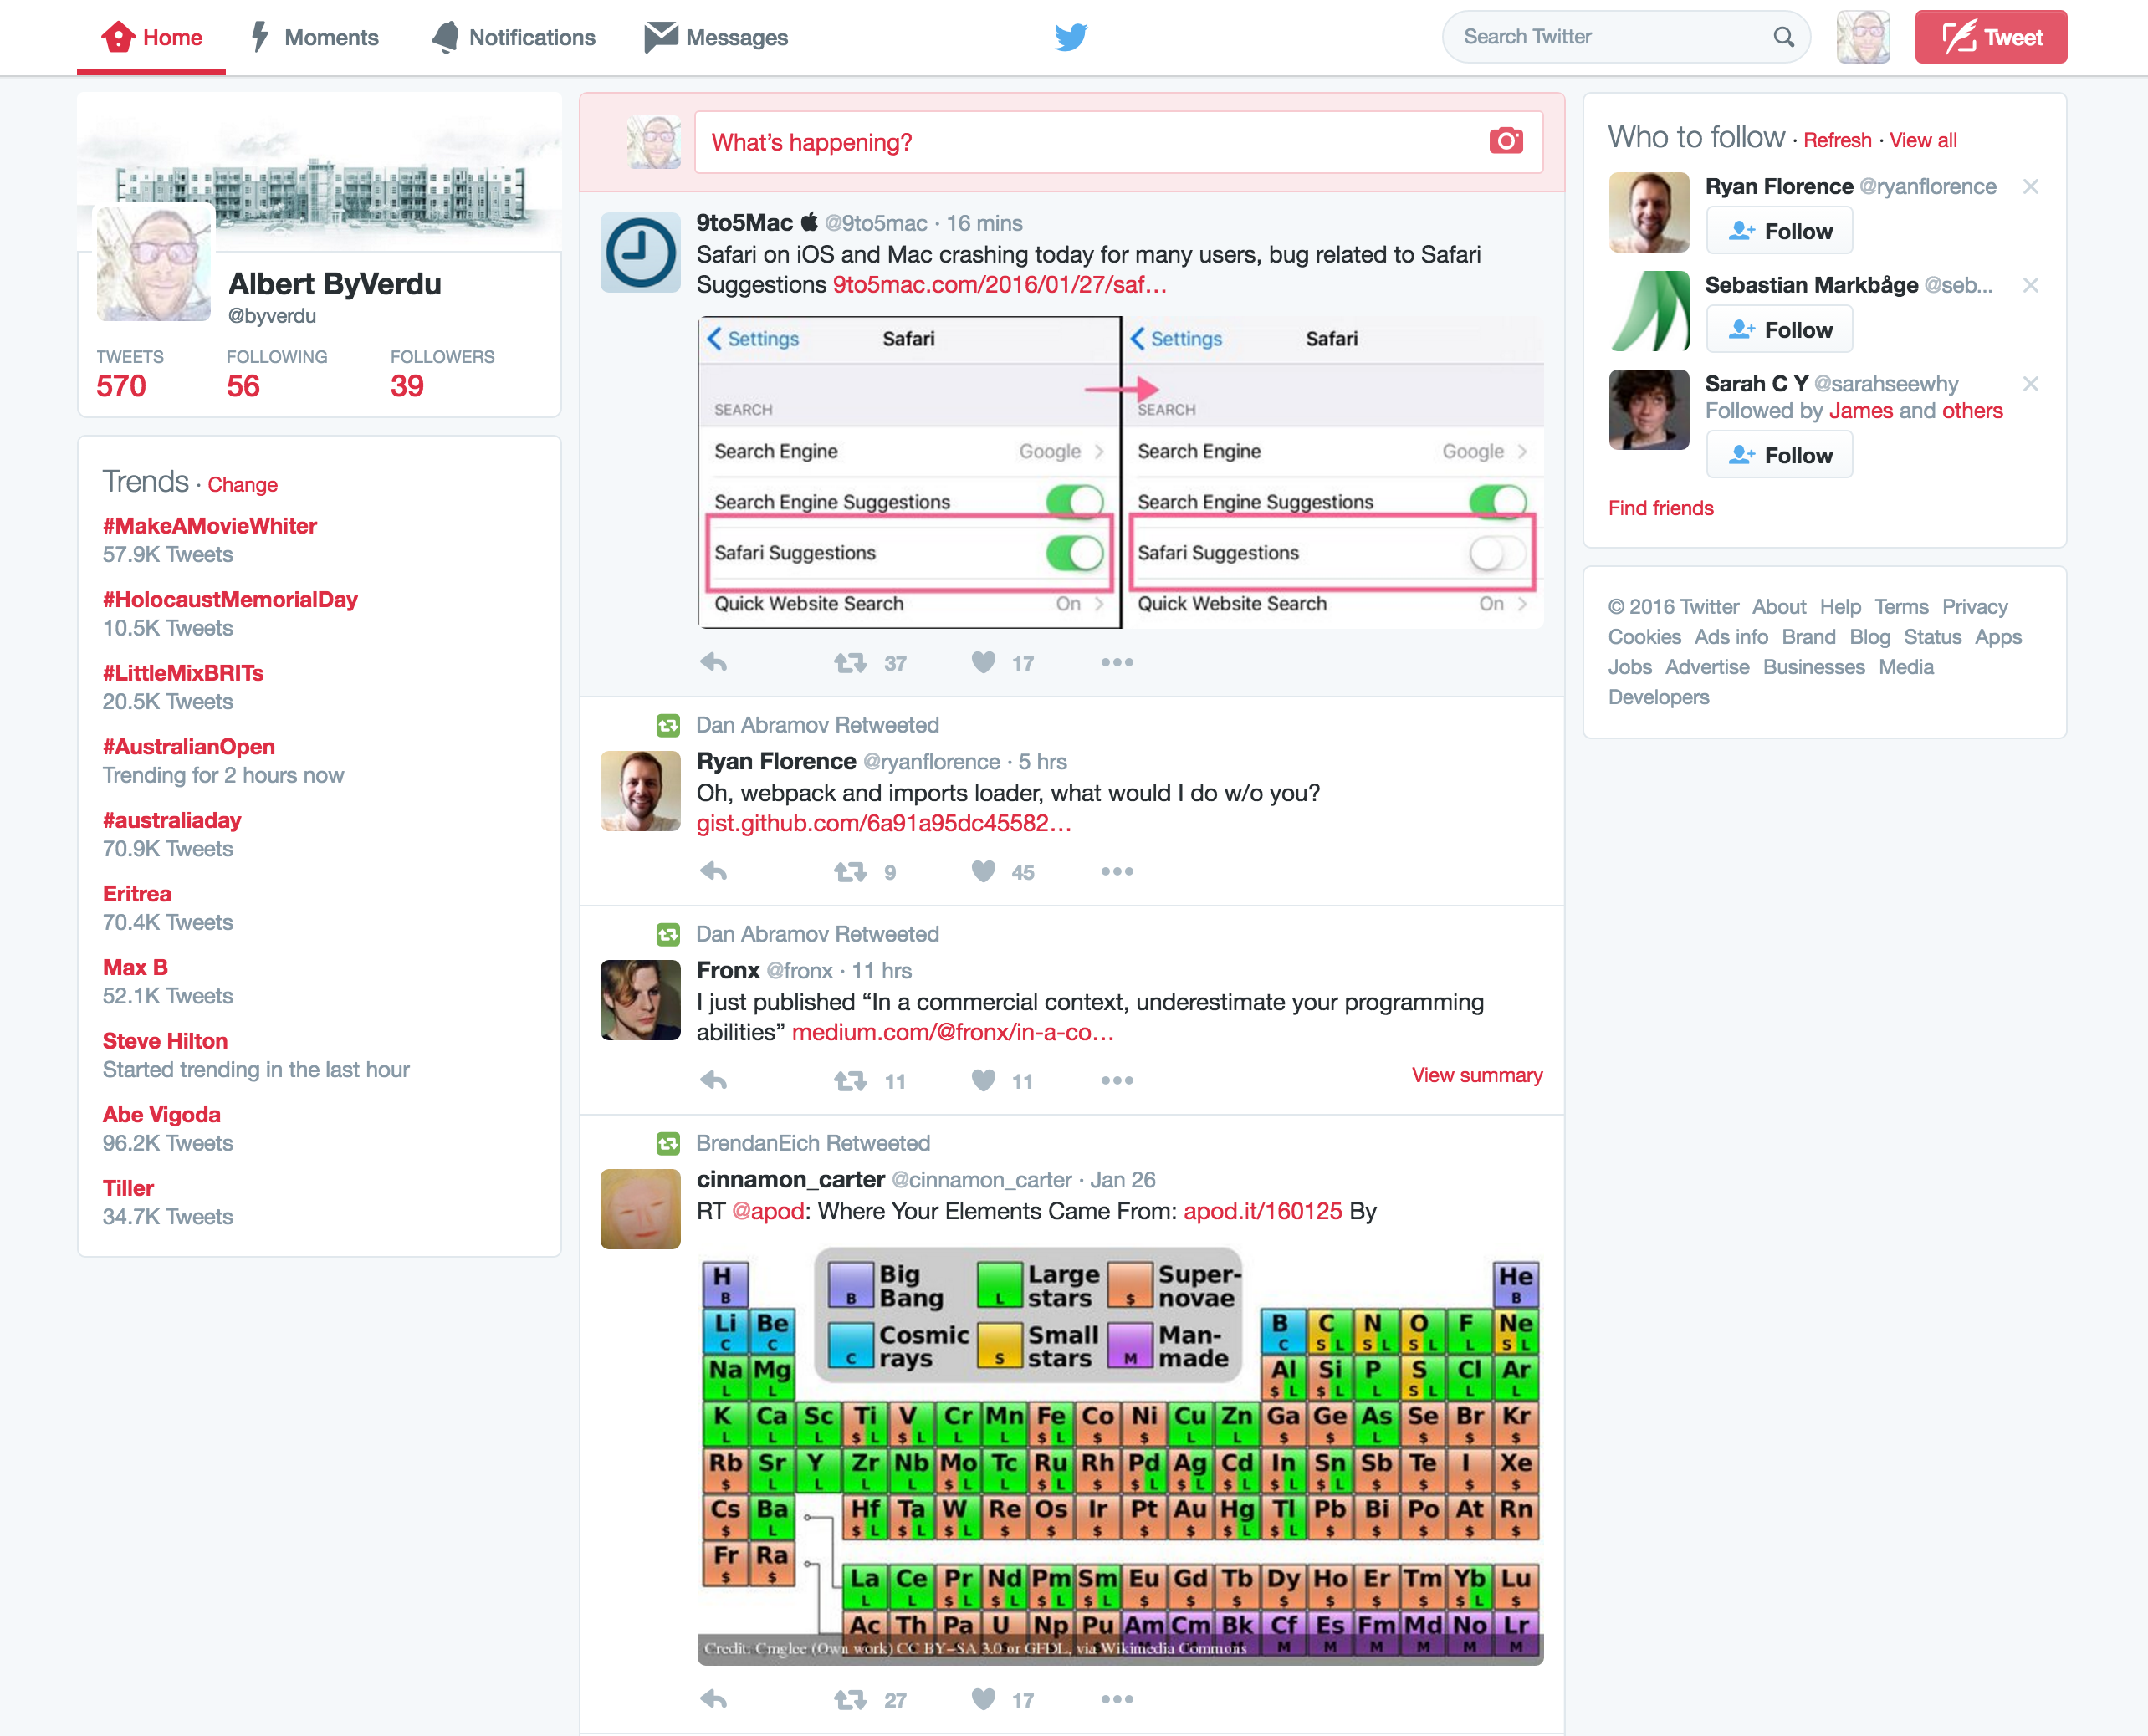 Home
Moments
Notifications
Messages
Search Twitter
Tweet
Albert ByVerdu
@byverdu
TWEETS FOLLOWING FOLLOWERS
570 56 39
Trends · Change
#MakeAMovieWhiter
57.9K Tweets
#HolocaustMemorialDay
10.5K Tweets
#LittleMixBRITs
20.5K Tweets
#AustralianOpen
Trending for 2 hours now
#australiaday
70.9K Tweets
Eritrea
70.4K Tweets
Max B
52.1K Tweets
Steve Hilton
Started trending in the last hour
Abe Vigoda
96.2K Tweets
Tiller
34.7K Tweets
What’s happening?
9to5Mac @9to5mac · 16 mins
Safari on iOS and Mac crashing today for many users, bug related to Safari
Suggestions 9to5mac.com/2016/01/27/saf…
Settings Safari
SEARCH
Search Engine Google
Search Engine Suggestions
Safari Suggestions
Quick Website Search On
Settings Safari
SEARCH
Search Engine Google
Search Engine Suggestions
Safari Suggestions
Quick Website Search On
37 17
Dan Abramov Retweeted
Ryan Florence @ryanflorence · 5 hrs
Oh, webpack and imports loader, what would I do w/o you?
gist.github.com/6a91a95dc45582…
9 45
Dan Abramov Retweeted
Fronx @fronx · 11 hrs
I just published “In a commercial context, underestimate your programming
abilities” medium.com/@fronx/in-a-co…
11 11
View summary
BrendanEich Retweeted
cinnamon_carter @cinnamon_carter · Jan 26
RT @apod: Where Your Elements Came From: apod.it/160125 By
B Big Bang
L Large stars
$ Super-novae
C Cosmic rays
S Small stars
M Man-made
H He
B B
Li Be B C N O F Ne
C C C S L S L S L L S L
Na Mg Al Si P S Cl Ar
L L $ L $ L L S L L L
K Ca Sc Ti V Cr Mn Fe Co Ni Cu Zn Ga Ge As Se Br Kr
L L L $ L $ L L L $ L $ $ L L $ $ L $ $ $
Rb Sr Y Zr Nb Mo Tc Ru Rh Pd Ag Cd In Sn Sb Te I Xe
$ L L L L $ L L $ L $ $ L $ L $ L $ L $ L $ $ $ $
Cs Ba Hf Ta W Re Os Ir Pt Au Hg Tl Pb Bi Po At Rn
$ L $ L $ L $ L $ $ $ $ $ $ L $ L $ $ $ $ $
Fr Ra
$ $
La Ce Pr Nd Pm Sm Eu Gd Tb Dy Ho Er Tm Yb Lu
L L $ L $ L $ L $ L $ $ $ $ $ $ $ $ L $
Ac Th Pa U Np Pu Am Cm Bk Cf Es Fm Md No Lr
M M M M M M
Credit: Cmglee (Own work) CC BY–SA 3.0 or GFDL, via Wikimedia Commons
27 17
Who to follow · Refresh · View all
Ryan Florence @ryanflorence
Follow
Sebastian Markbåge @seb...
Follow
Sarah C Y @sarahseewhy
Followed by James and others
Follow
Find friends
© 2016 Twitter About Help Terms Privacy
Cookies Ads info Brand Blog Status Apps
Jobs Advertise Businesses Media
Developers